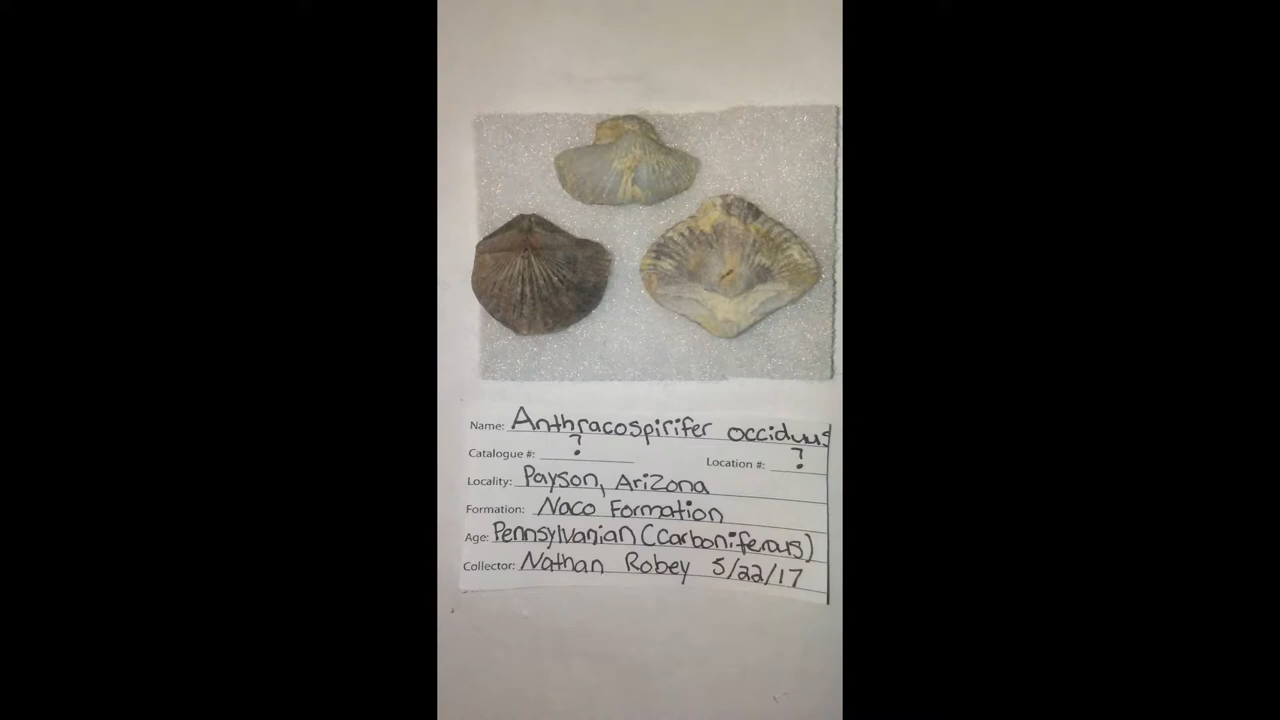 Name: Anthracospirifer occiduus
Catalogue #: ? Location #: ?
Locality: Payson, Arizona
Formation: Naco Formation
Age: Pennsylvanian (Carboniferous)
Collector: Nathan Robey 5/22/17